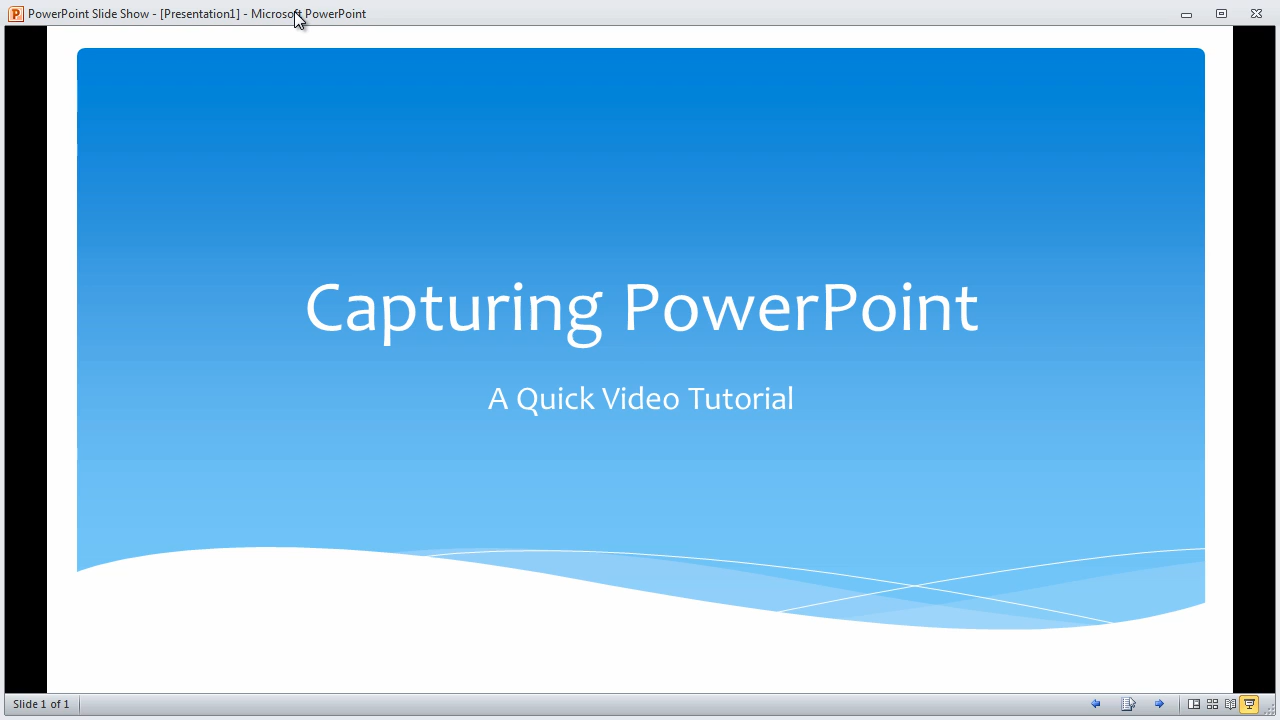 PowerPoint Slide Show - [Presentation1] - Microsoft PowerPoint
Capturing PowerPoint
A Quick Video Tutorial
Slide 1 of 1